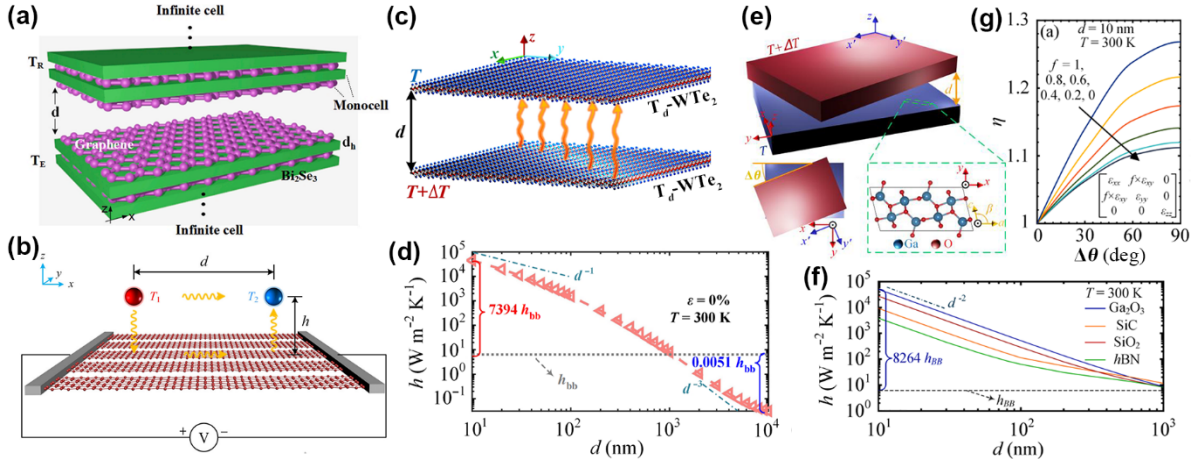 (a)
Infinite cell
T_R
d
Monocell
Graphene
T_E
d_h
Bi₂Se₃
z
x
Infinite cell
(b)
z
y
x
d
T₁
T₂
h
+
V
−
(c)
z
x
y
T
T_d-WTe₂
d
T+ΔT
T_d-WTe₂
(d)
10⁵
10⁴
10³
10²
10¹
10⁰
10⁻¹
h (W m⁻² K⁻¹)
d⁻¹
7394 h_bb
ε = 0%
T = 300 K
h_bb
0.0051 h_bb
d⁻³
10¹
10²
10³
10⁴
d (nm)
(e)
z
x'
y'
T+ΔT
d
y
T
Δθ
x
y
x'
y'
y
x
β
Ga
O
(g)
(a)
1.3
1.2
1.1
1
η
d = 10 nm
T = 300 K
f = 1,
0.8, 0.6,
0.4, 0.2, 0
ε_xx f×ε_xy 0
f×ε_xy ε_yy 0
0 0 ε_zz
0
30
60
90
Δθ (deg)
(f)
10⁵
10⁴
10³
10²
10¹
10⁰
h (W m⁻² K⁻¹)
d⁻²
T = 300 K
Ga₂O₃
SiC
SiO₂
hBN
8264 h_BB
h_BB
10¹
10²
10³
d (nm)